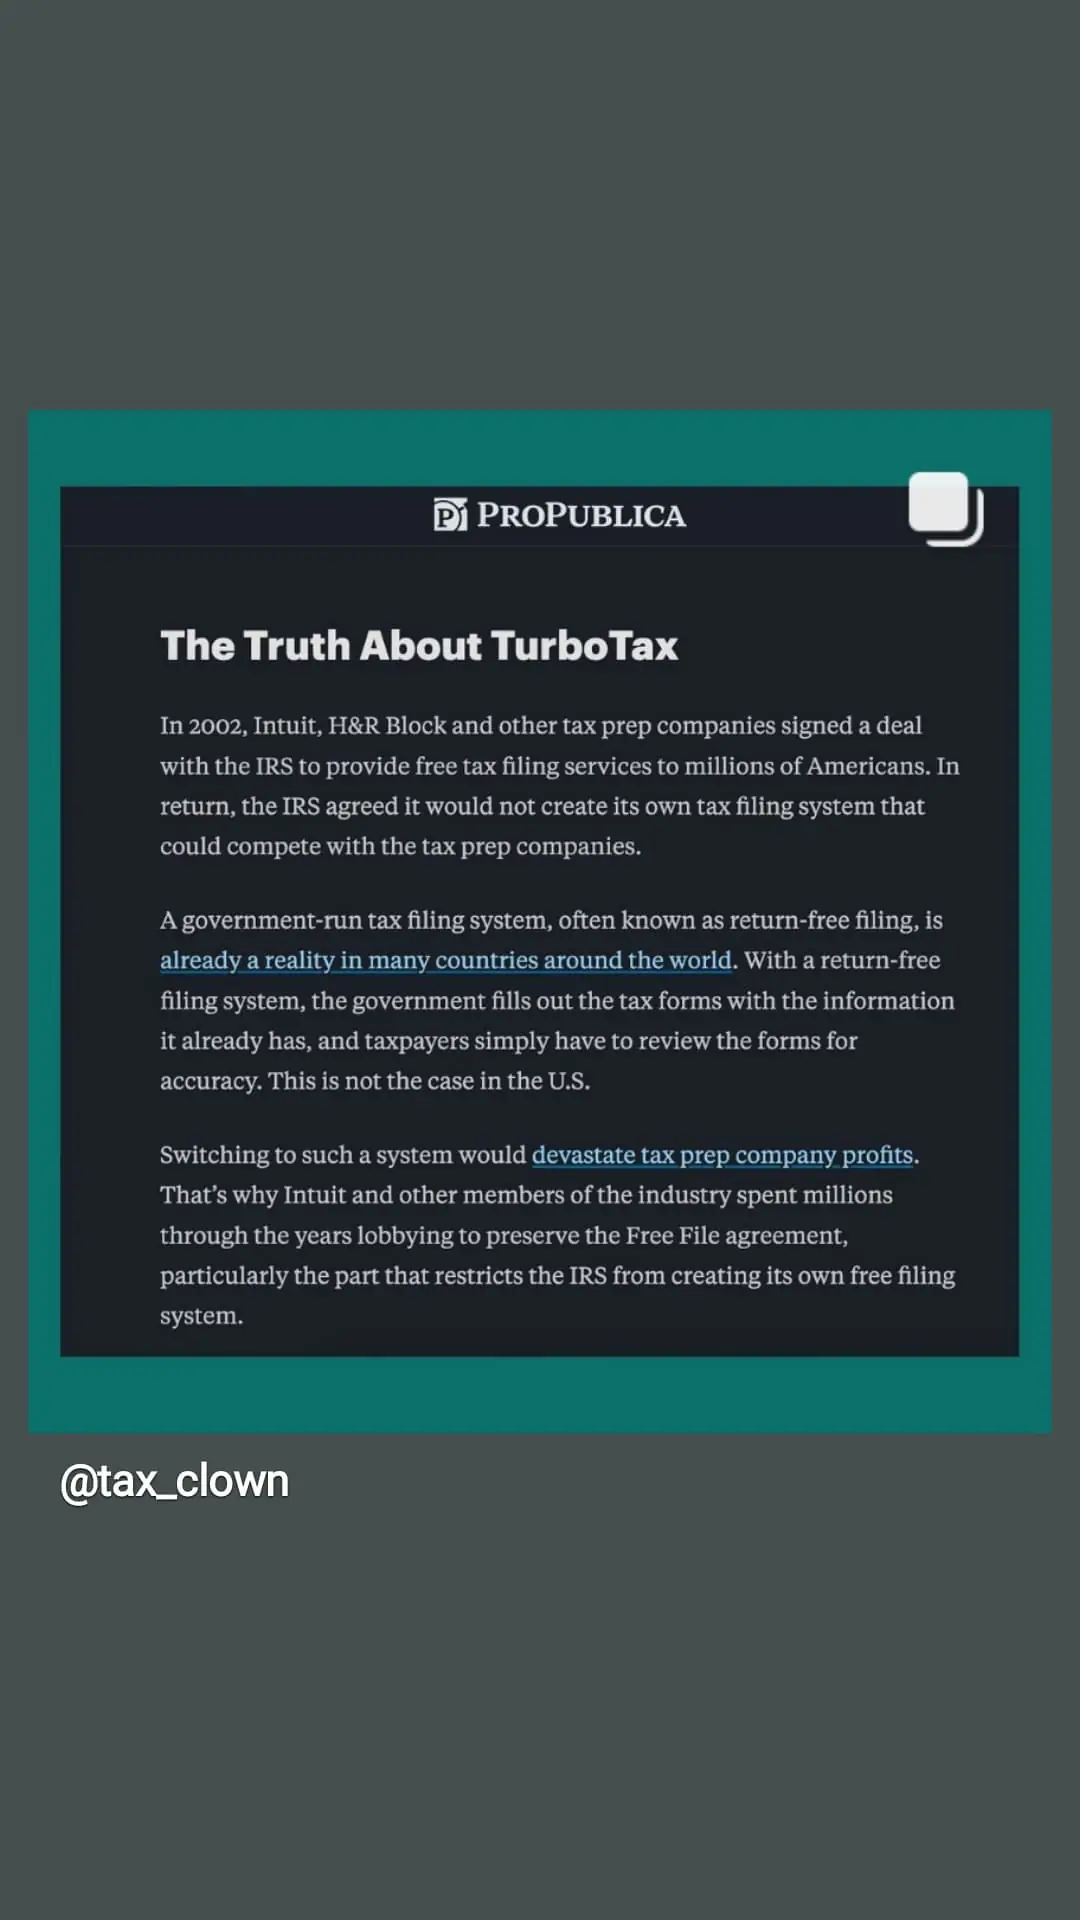 PROPUBLICA
The Truth About TurboTax
In 2002, Intuit, H&R Block and other tax prep companies signed a deal
with the IRS to provide free tax filing services to millions of Americans. In
return, the IRS agreed it would not create its own tax filing system that
could compete with the tax prep companies.
A government-run tax filing system, often known as return-free filing, is
already a reality in many countries around the world. With a return-free
filing system, the government fills out the tax forms with the information
it already has, and taxpayers simply have to review the forms for
accuracy. This is not the case in the U.S.
Switching to such a system would devastate tax prep company profits.
That’s why Intuit and other members of the industry spent millions
through the years lobbying to preserve the Free File agreement,
particularly the part that restricts the IRS from creating its own free filing
system.
@tax_clown